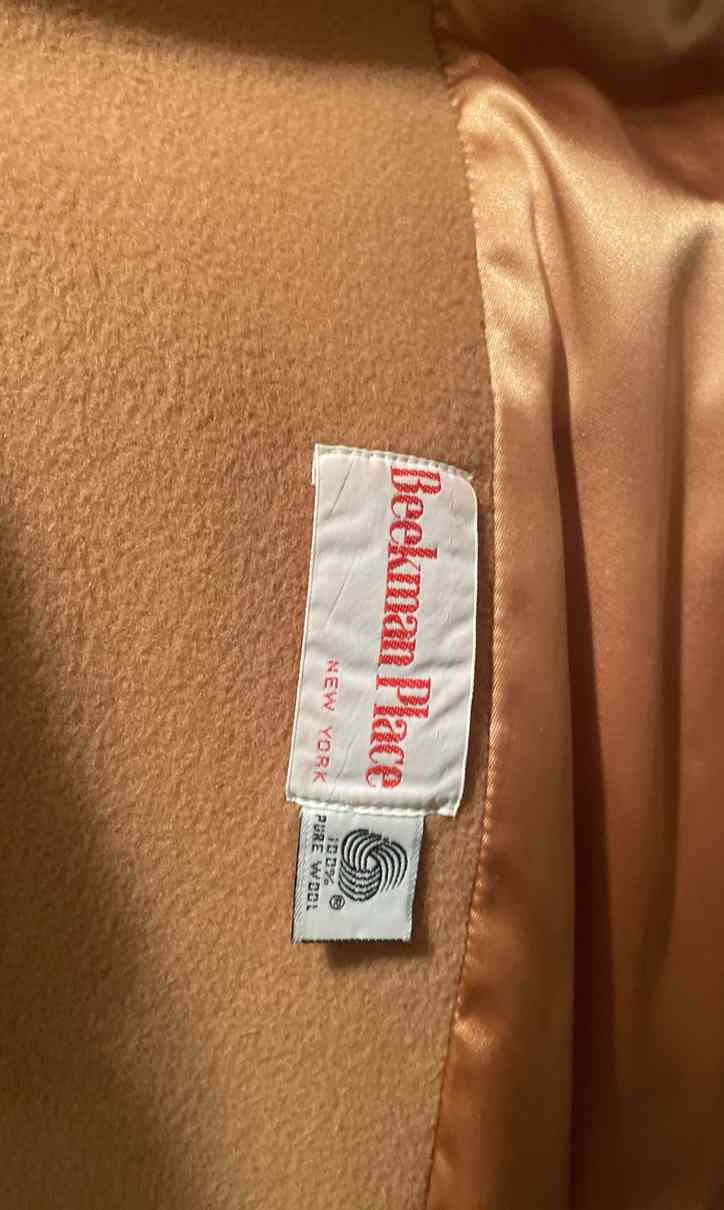 Beekman Place
NEW YORK
®
100%
PURE WOOL